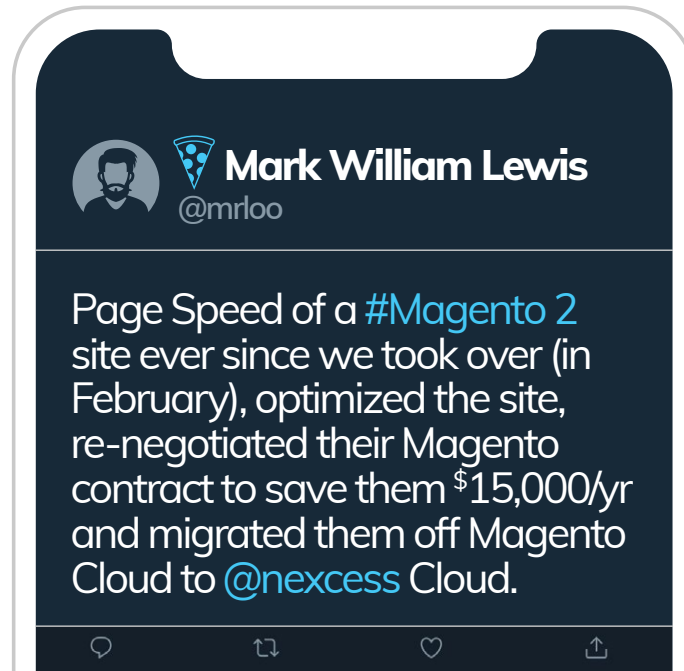 Mark William Lewis
@mrloo
Page Speed of a #Magento 2
site ever since we took over (in
February), optimized the site,
re-negotiated their Magento
contract to save them $15,000/yr
and migrated them off Magento
Cloud to @nexcess Cloud.